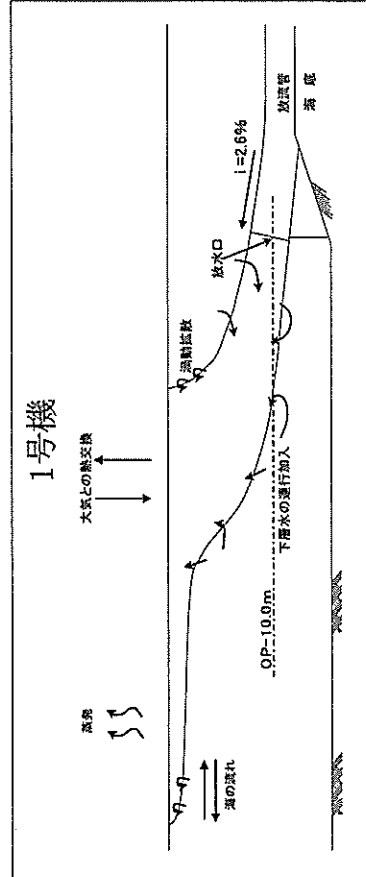 1号機
大気との熱交換
蒸発
渦動拡散
i=2.6%
放水口
放流管
海底
海の流れ
下層水の連行加入
OP-10.0m